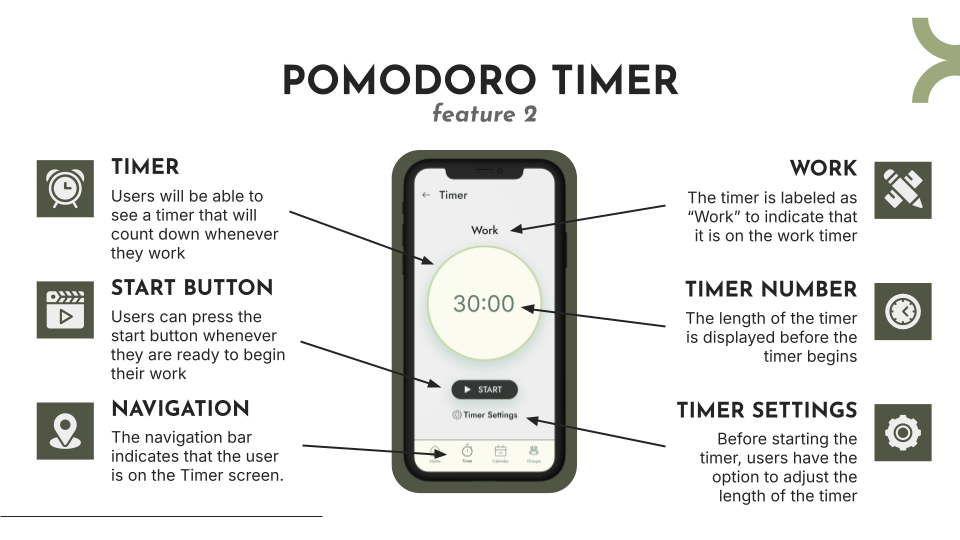 POMODORO TIMER
feature 2
TIMER
Users will be able to
see a timer that will
count down whenever
they work
START BUTTON
Users can press the
start button whenever
they are ready to begin
their work
NAVIGATION
The navigation bar
indicates that the user
is on the Timer screen.
← Timer
Work
30:00
START
Timer Settings
Home
Timer
Calendar
Groups
WORK
The timer is labeled as
“Work” to indicate that
it is on the work timer
TIMER NUMBER
The length of the timer
is displayed before the
timer begins
TIMER SETTINGS
Before starting the
timer, users have the
option to adjust the
length of the timer